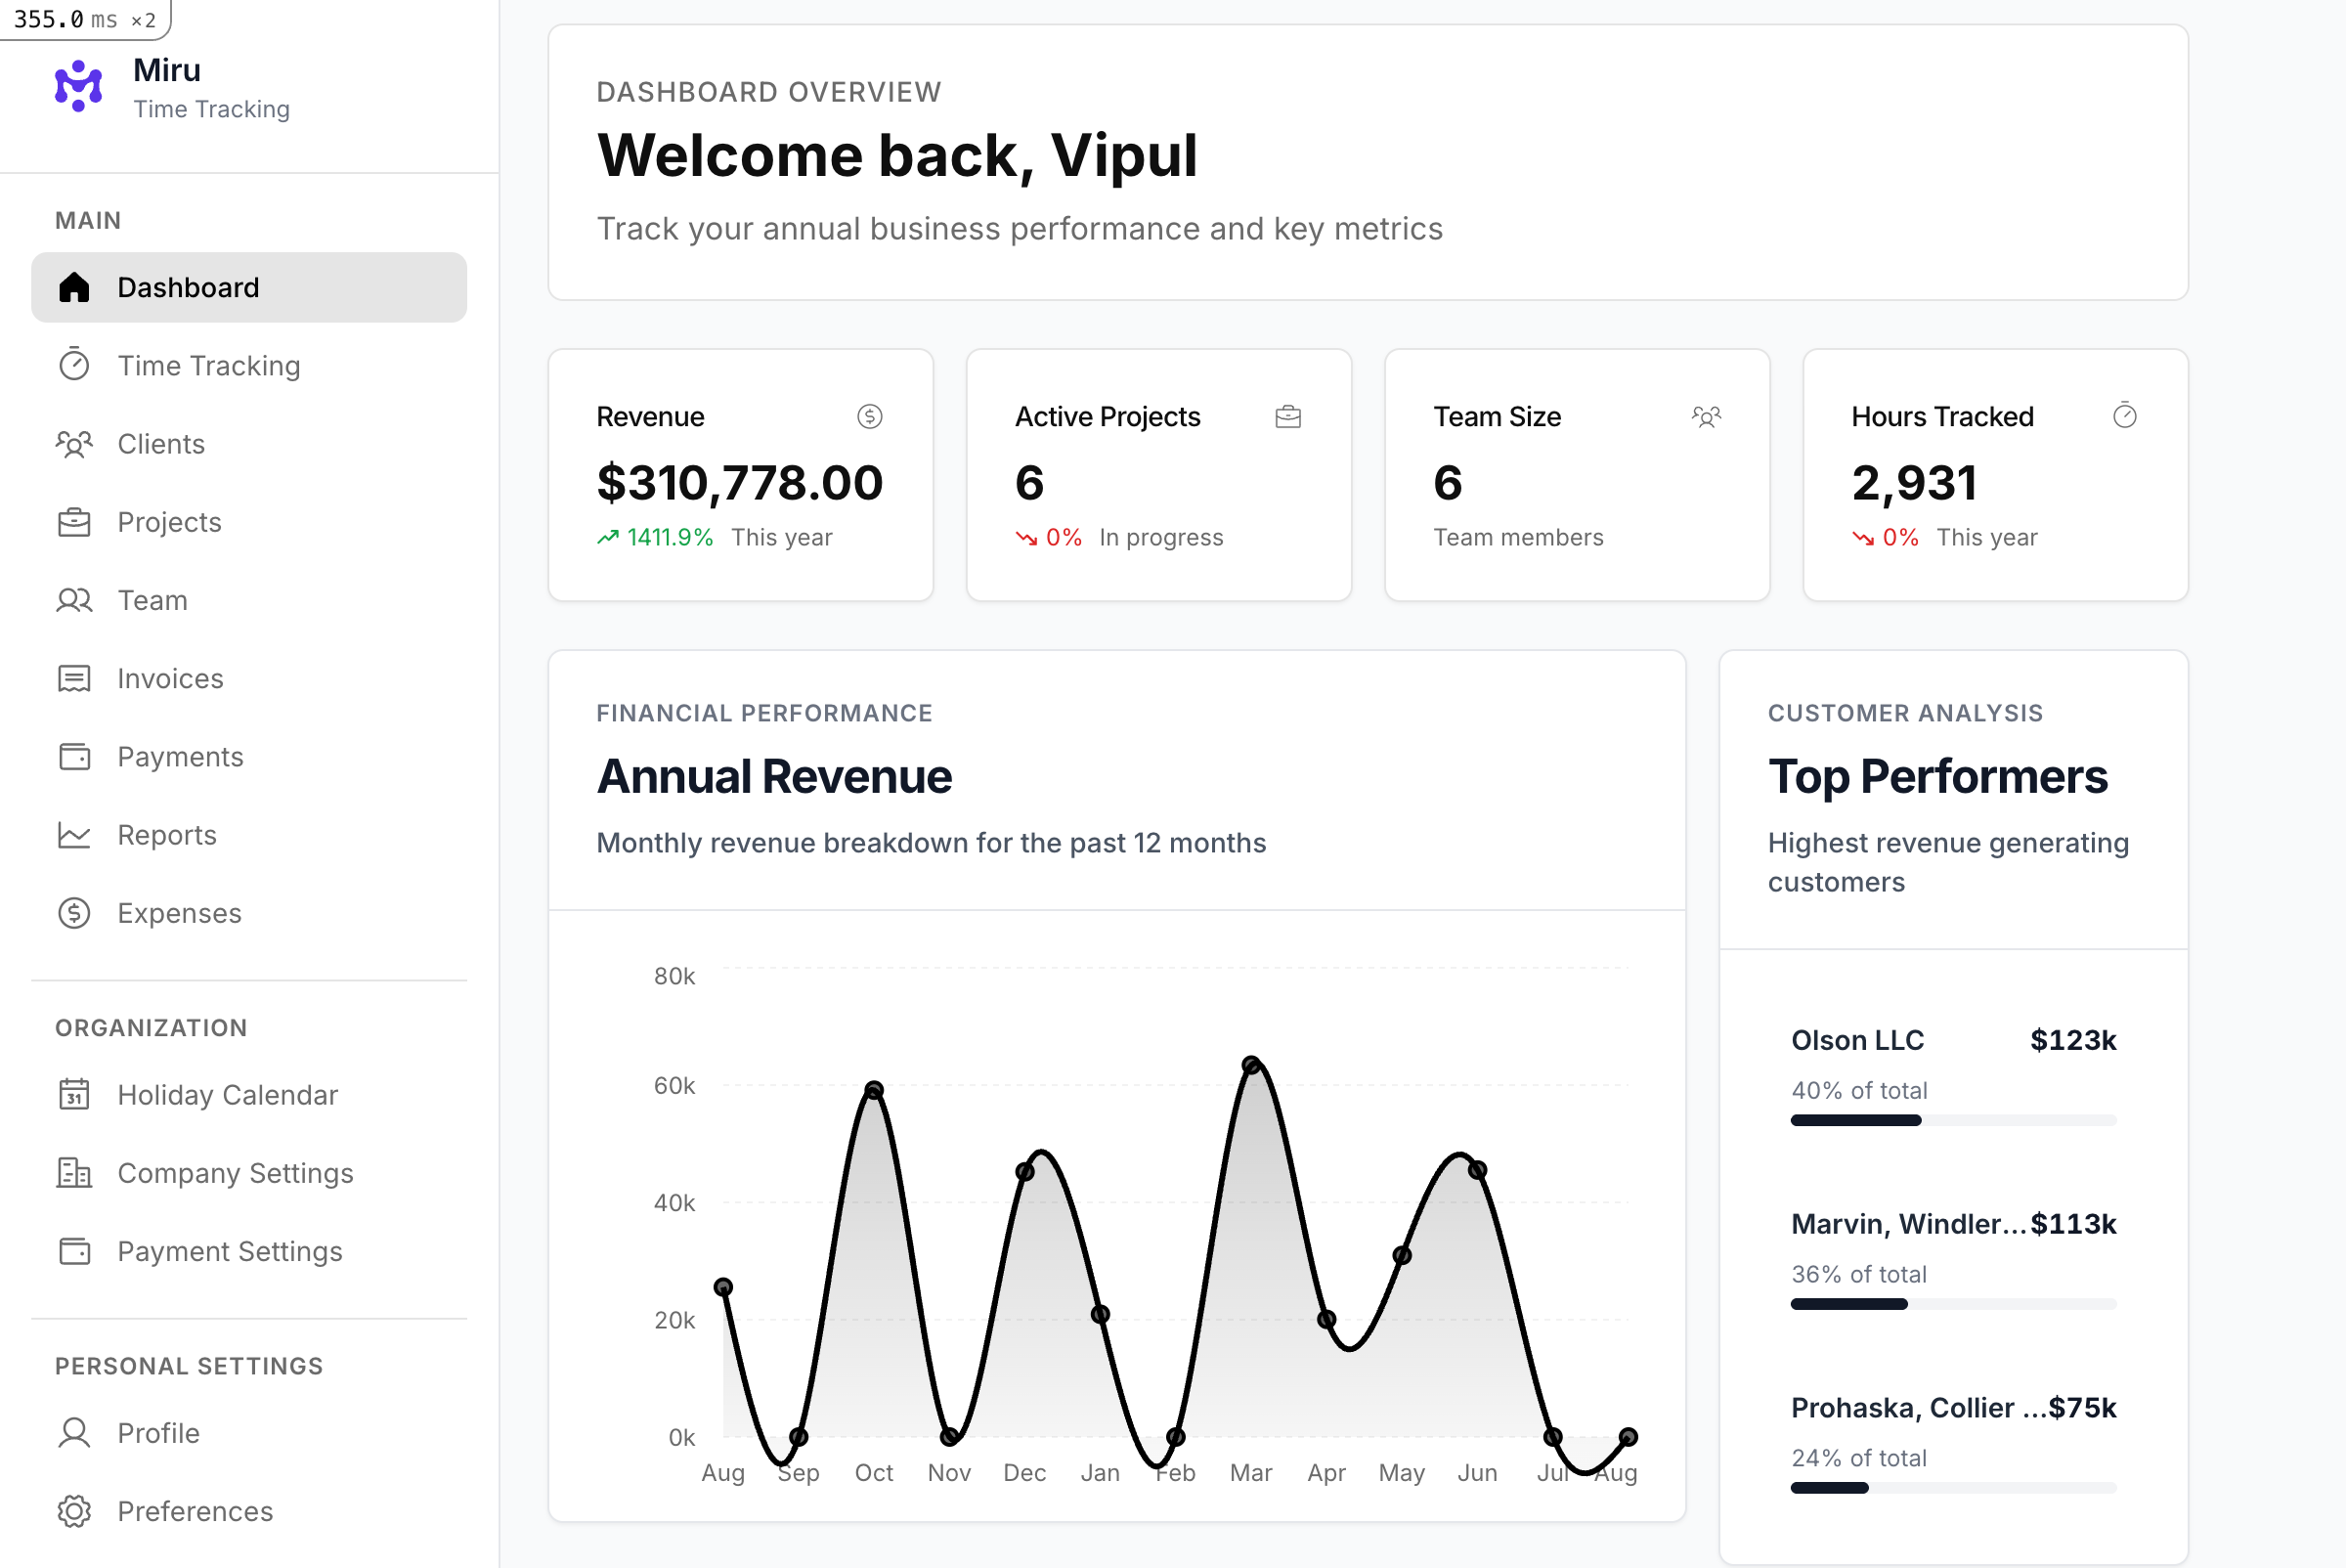 355.0 ms ×2
Miru
Time Tracking
MAIN
Dashboard
Time Tracking
Clients
Projects
Team
Invoices
Payments
Reports
Expenses
ORGANIZATION
31
Holiday Calendar
Company Settings
Payment Settings
PERSONAL SETTINGS
Profile
Preferences
DASHBOARD OVERVIEW
Welcome back, Vipul
Track your annual business performance and key metrics
Revenue
$310,778.00
1411.9% This year
Active Projects
6
0% In progress
Team Size
6
Team members
Hours Tracked
2,931
0% This year
FINANCIAL PERFORMANCE
Annual Revenue
Monthly revenue breakdown for the past 12 months
80k
60k
40k
20k
0k
Aug Sep Oct Nov Dec Jan Feb Mar Apr May Jun Jul Aug
CUSTOMER ANALYSIS
Top Performers
Highest revenue generating
customers
Olson LLC $123k
40% of total
Marvin, Windler... $113k
36% of total
Prohaska, Collier ... $75k
24% of total